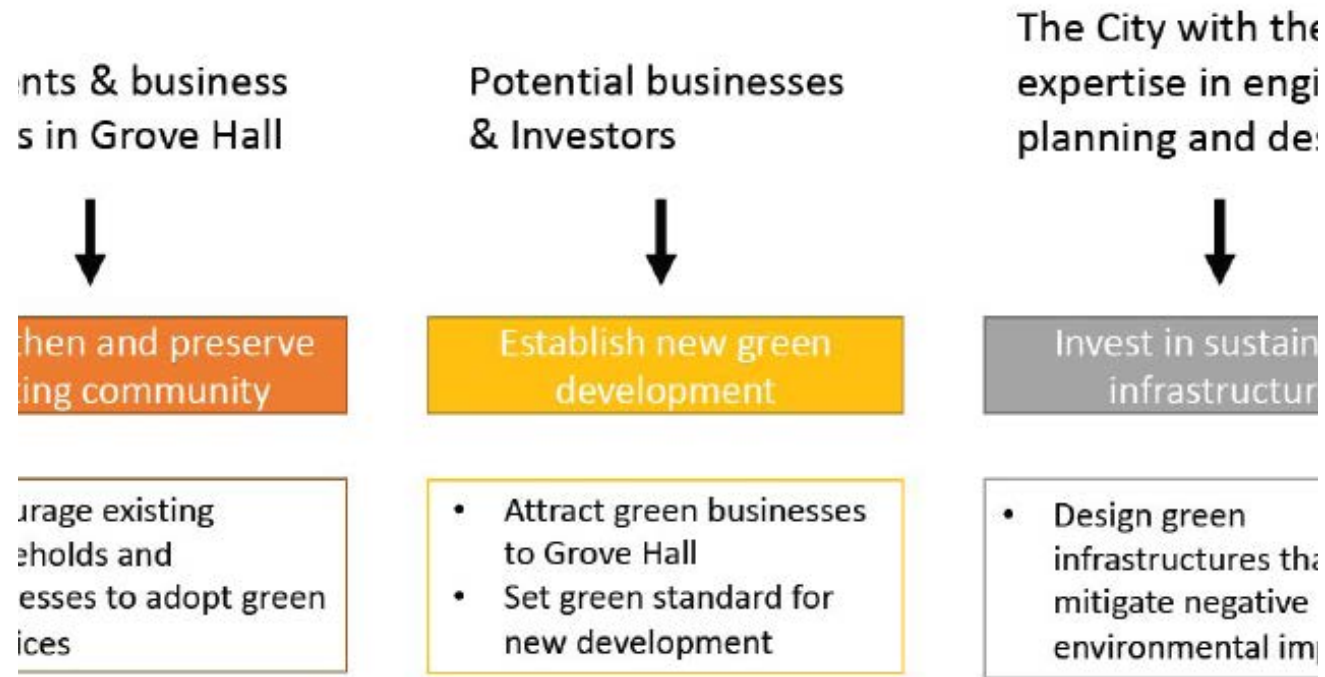 nts & business
s in Grove Hall
Potential businesses
& Investors
The City with the
expertise in engi
planning and des
then and preserve
ing community
Establish new green
development
Invest in sustain
infrastructur
urage existing
eholds and
esses to adopt green
ices
• Attract green businesses
to Grove Hall
• Set green standard for
new development
• Design green
infrastructures tha
mitigate negative
environmental imp